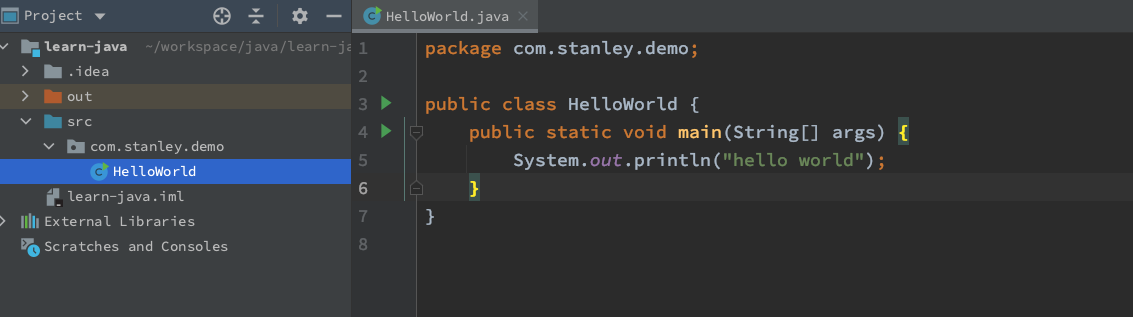 Project
learn-java ~/workspace/java/learn-ja
.idea
out
src
com.stanley.demo
HelloWorld
learn-java.iml
External Libraries
Scratches and Consoles
HelloWorld.java
1 package com.stanley.demo;
2
3 public class HelloWorld {
4 public static void main(String[] args) {
5 System.out.println("hello world");
6 }
7 }
8